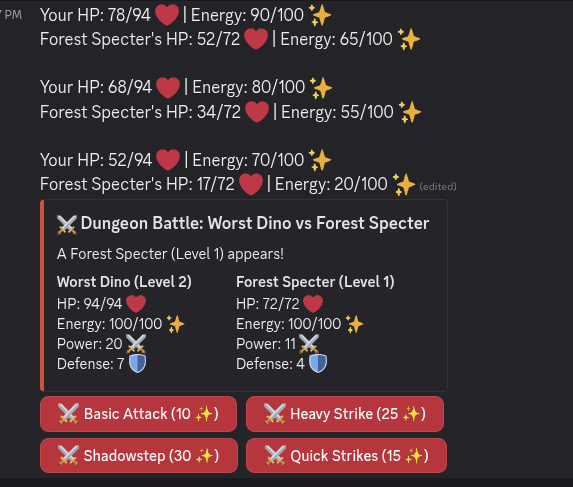 PM
Your HP: 78/94 ❤️ | Energy: 90/100 ✨
Forest Specter's HP: 52/72 ❤️ | Energy: 65/100 ✨
Your HP: 68/94 ❤️ | Energy: 80/100 ✨
Forest Specter's HP: 34/72 ❤️ | Energy: 55/100 ✨
Your HP: 52/94 ❤️ | Energy: 70/100 ✨
Forest Specter's HP: 17/72 ❤️ | Energy: 20/100 ✨ (edited)
⚔️ Dungeon Battle: Worst Dino vs Forest Specter
A Forest Specter (Level 1) appears!
Worst Dino (Level 2)
HP: 94/94 ❤️
Energy: 100/100 ✨
Power: 20 ⚔️
Defense: 7 🛡️
Forest Specter (Level 1)
HP: 72/72 ❤️
Energy: 100/100 ✨
Power: 11 ⚔️
Defense: 4 🛡️
⚔️ Basic Attack (10 ✨)
⚔️ Heavy Strike (25 ✨)
⚔️ Shadowstep (30 ✨)
⚔️ Quick Strikes (15 ✨)